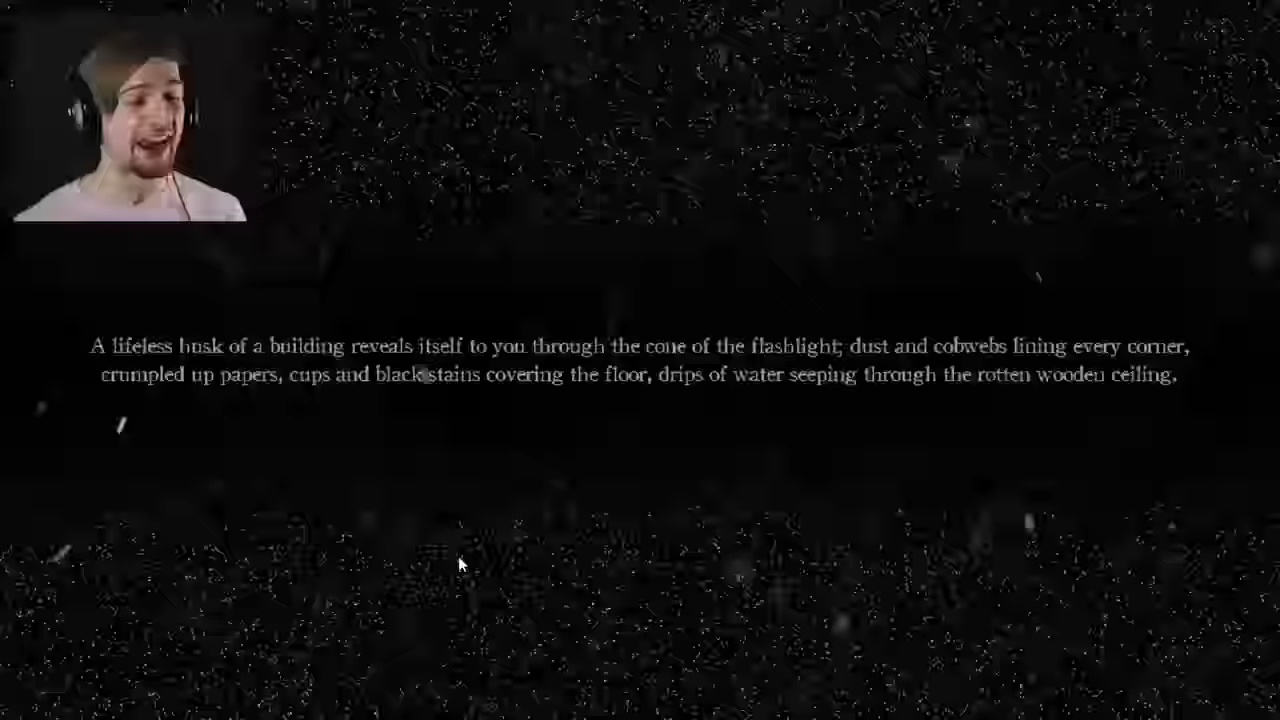 A lifeless husk of a building reveals itself to you through the cone of the flashlight; dust and cobwebs lining every corner,
crumpled up papers, cups and black stains covering the floor, drips of water seeping through the rotten wooden ceiling.